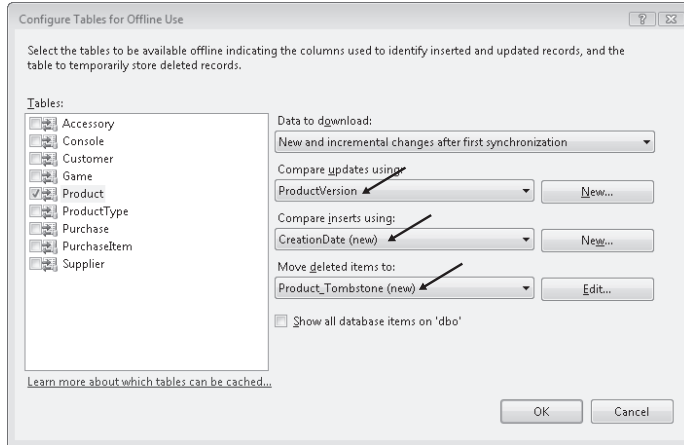 Configure Tables for Offline Use
Select the tables to be available offline indicating the columns used to identify inserted and updated records, and the
table to temporarily store deleted records.
Tables:
Accessory
Console
Customer
Game
Product
ProductType
Purchase
PurchaseItem
Supplier
Data to download:
New and incremental changes after first synchronization
Compare updates using:
ProductVersion
New...
Compare inserts using:
CreationDate (new)
New...
Move deleted items to:
Product_Tombstone (new)
Edit...
Show all database items on 'dbo'
Learn more about which tables can be cached...
OK
Cancel